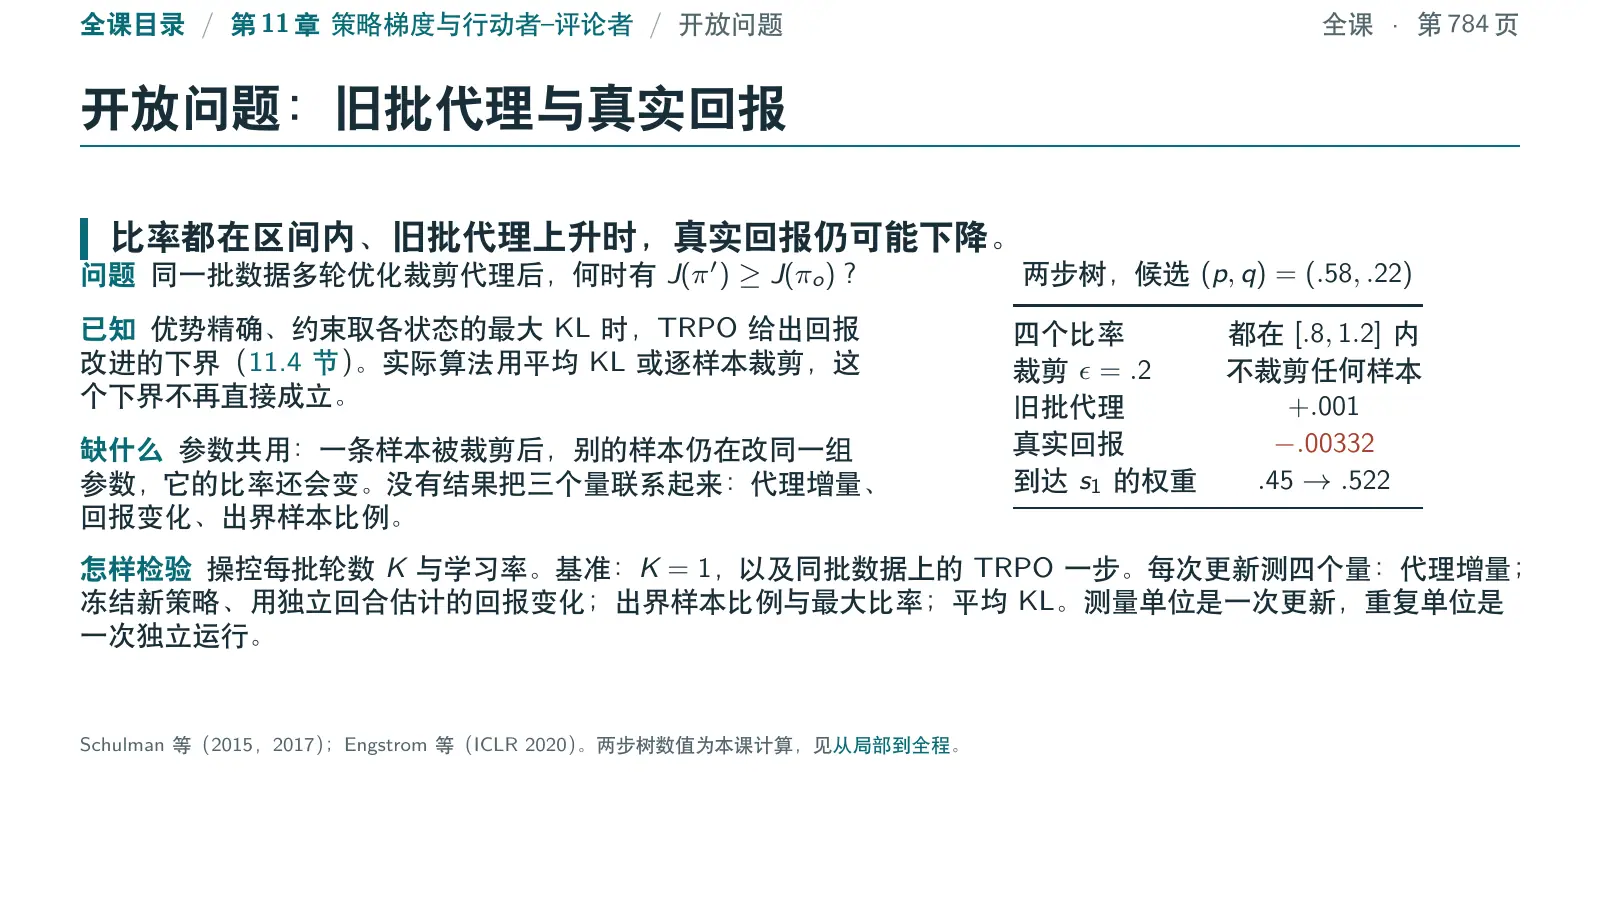 全课目录 / 第 11 章 策略梯度与行动者–评论者 / 开放问题
全课 · 第 784 页
开放问题：旧批代理与真实回报
比率都在区间内、旧批代理上升时，真实回报仍可能下降。
问题 同一批数据多轮优化裁剪代理后，何时有 J(π′) ≥ J(πₒ)？
已知 优势精确、约束取各状态的最大 KL 时，TRPO 给出回报
改进的下界（11.4 节）。实际算法用平均 KL 或逐样本裁剪，这
个下界不再直接成立。
缺什么 参数共用：一条样本被裁剪后，别的样本仍在改同一组
参数，它的比率还会变。没有结果把三个量联系起来：代理增量、
回报变化、出界样本比例。
两步树，候选 (p, q) = (.58, .22)
四个比率 都在 [.8, 1.2] 内
裁剪 ϵ = .2 不裁剪任何样本
旧批代理 +.001
真实回报 −.00332
到达 s₁ 的权重 .45 → .522
怎样检验 操控每批轮数 K 与学习率。基准：K = 1，以及同批数据上的 TRPO 一步。每次更新测四个量：代理增量；
冻结新策略、用独立回合估计的回报变化；出界样本比例与最大比率；平均 KL。测量单位是一次更新，重复单位是
一次独立运行。
Schulman 等（2015，2017）；Engstrom 等（ICLR 2020）。两步树数值为本课计算，见从局部到全程。